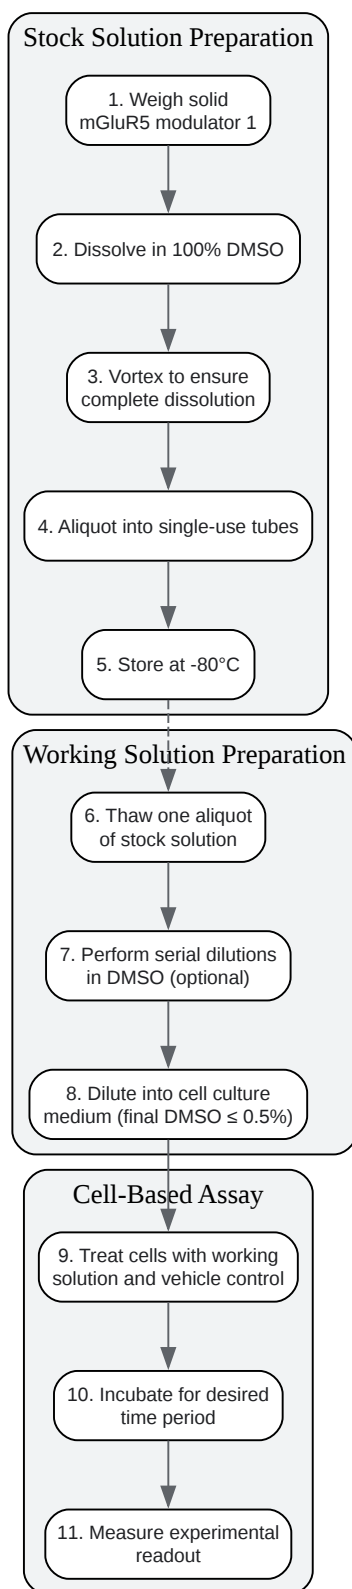 Stock Solution Preparation
1. Weigh solid
mGluR5 modulator 1
2. Dissolve in 100% DMSO
3. Vortex to ensure
complete dissolution
4. Aliquot into single-use tubes
5. Store at -80°C
Working Solution Preparation
6. Thaw one aliquot
of stock solution
7. Perform serial dilutions
in DMSO (optional)
8. Dilute into cell culture
medium (final DMSO ≤ 0.5%)
Cell-Based Assay
9. Treat cells with working
solution and vehicle control
10. Incubate for desired
time period
11. Measure experimental
readout